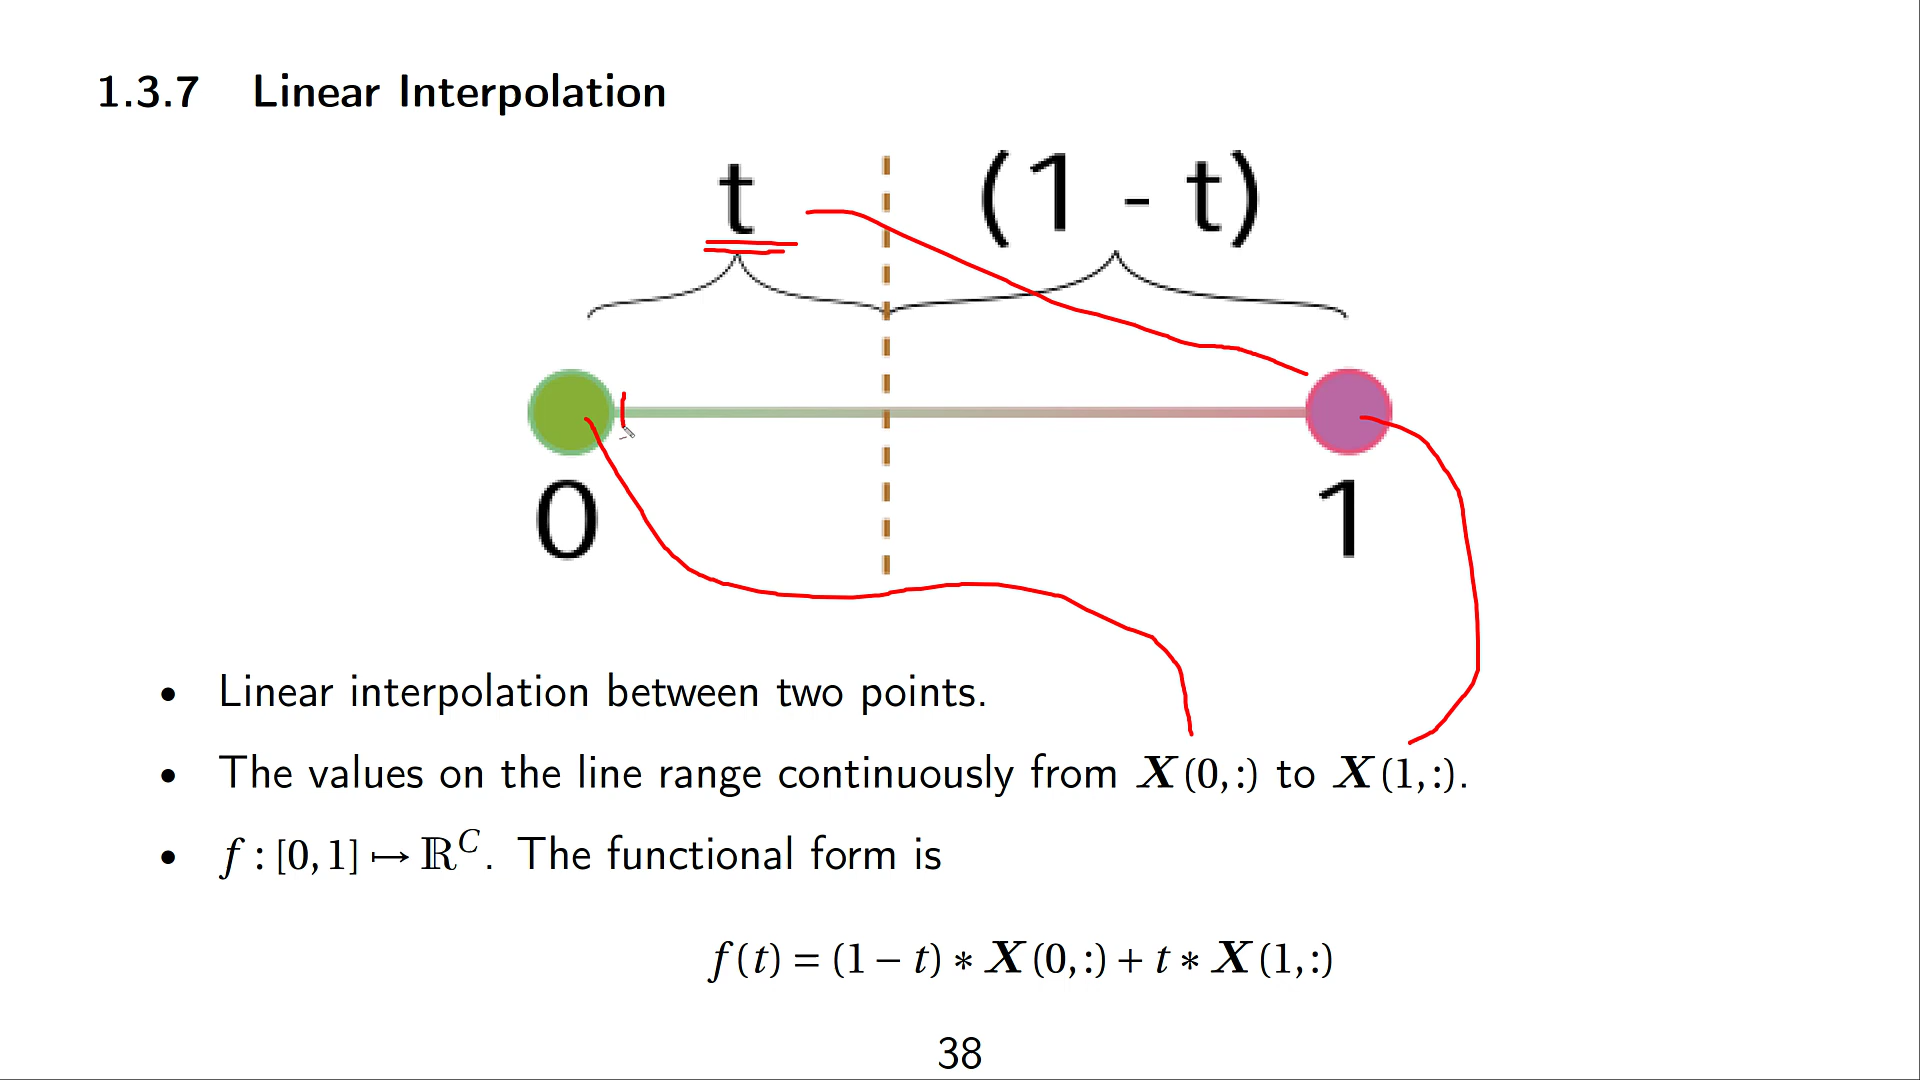 1.3.7 Linear Interpolation
t (1 - t)
0 1
• Linear interpolation between two points.
• The values on the line range continuously from X(0,:) to X(1,:).
• f : [0,1] ↦ ℝ^C. The functional form is
f(t) = (1 − t) ∗ X(0,:) + t ∗ X(1,:)
38